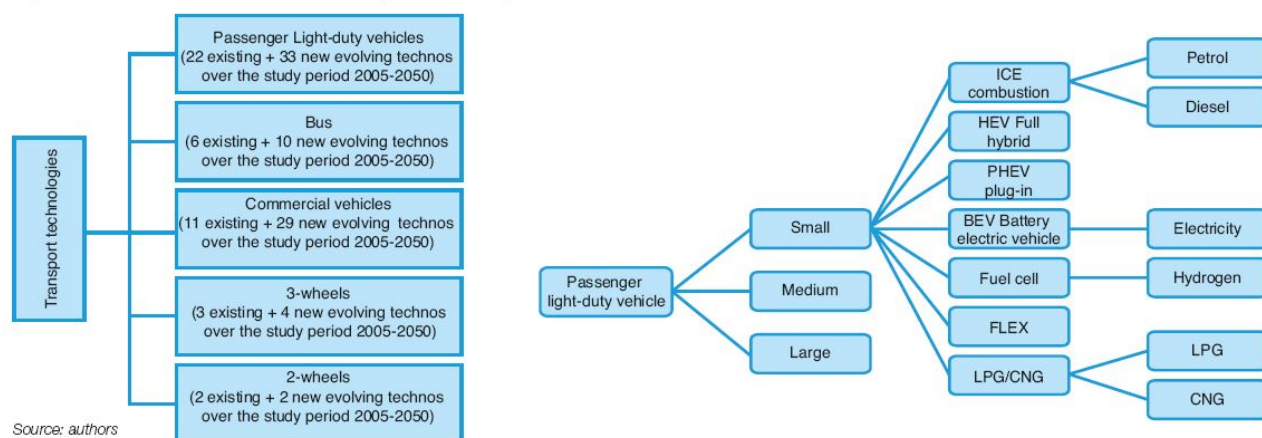 Transport technologies
Passenger Light-duty vehicles
(22 existing + 33 new evolving technos
over the study period 2005-2050)
Bus
(6 existing + 10 new evolving technos
over the study period 2005-2050)
Commercial vehicles
(11 existing + 29 new evolving technos
over the study period 2005-2050)
3-wheels
(3 existing + 4 new evolving technos
over the study period 2005-2050)
2-wheels
(2 existing + 2 new evolving technos
over the study period 2005-2050)
Source: authors
Passenger
light-duty vehicle
Small
Medium
Large
ICE
combustion
HEV Full
hybrid
PHEV
plug-in
BEV Battery
electric vehicle
Fuel cell
FLEX
LPG/CNG
Petrol
Diesel
Electricity
Hydrogen
LPG
CNG